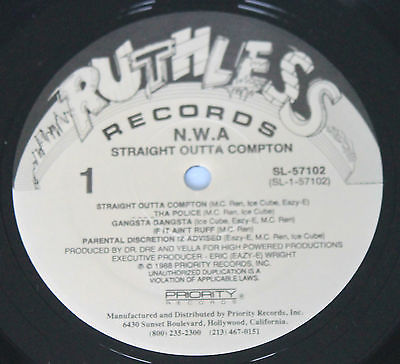 RUTHLESS
RECORDS
N.W.A
STRAIGHT OUTTA COMPTON
1
SL-57102
(SL-1-57102)
STRAIGHT OUTTA COMPTON (M.C. Ren, Ice Cube, Eazy-E)
THA POLICE (M.C. Ren, Ice Cube)
GANGSTA GANGSTA (Eazy-E, Ice Cube, M.C. Ren)
IF IT AIN'T RUFF (M.C. Ren)
PARENTAL DISCRETION IZ ADVISED (Eazy-E, M.C. Ren, Ice Cube)
PRODUCED BY DR. DRE AND YELLA FOR HIGH POWERED PRODUCTIONS
EXECUTIVE PRODUCER - ERIC (EAZY-E) WRIGHT
℗ © 1988 PRIORITY RECORDS, INC.
UNAUTHORIZED DUPLICATION IS A
VIOLATION OF APPLICABLE LAWS.
PRIORITY
RECORDS
Manufactured and Distributed by Priority Records, Inc.
6430 Sunset Boulevard, Hollywood, California.
(800) 235-2300 (213) 467-0151